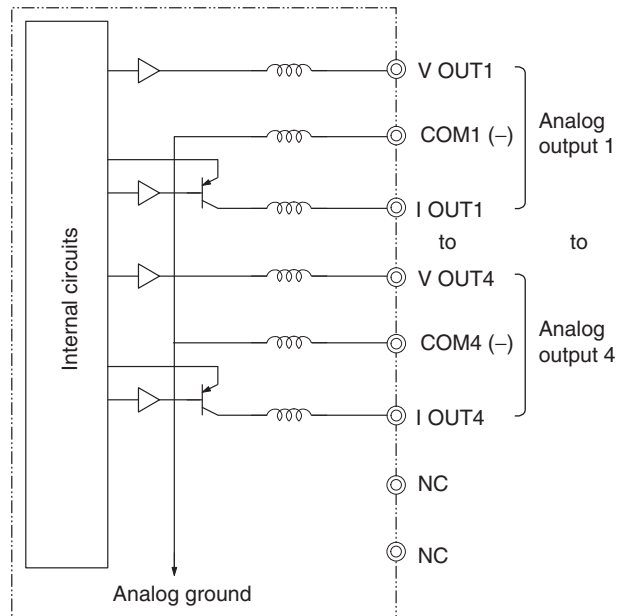 V OUT1
COM1 (–)
Analog
output 1
I OUT1
to
to
Internal circuits
V OUT4
COM4 (–)
Analog
output 4
I OUT4
NC
NC
Analog ground